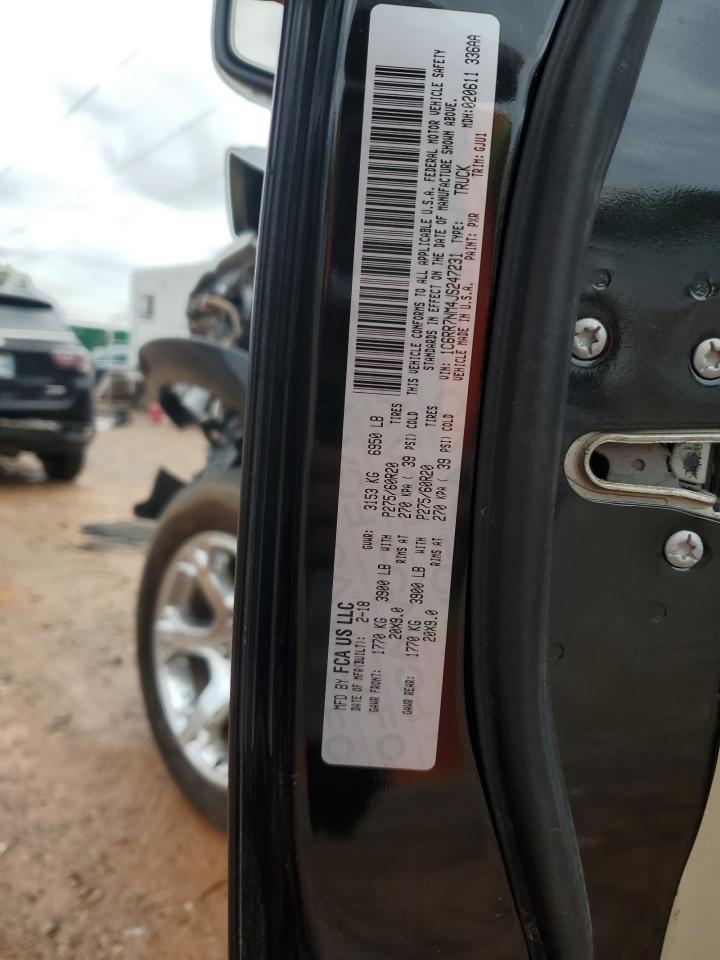 MFD BY FCA US LLC
DATE OF MFR(BUILT): 2-18 GVWR: 3153 KG 6950 LB
GAWR FRONT: 1770 KG 3900 LB WITH P275/60R20 TIRES
20X9.0 RIMS AT 270 KPA ( 39 PSI) COLD
GAWR REAR: 1770 KG 3900 LB WITH P275/60R20 TIRES
20X9.0 RIMS AT 270 KPA ( 39 PSI) COLD
THIS VEHICLE CONFORMS TO ALL APPLICABLE U.S.A. FEDERAL MOTOR VEHICLE SAFETY
STANDARDS IN EFFECT ON THE DATE OF MANUFACTURE SHOWN ABOVE.
VIN: 1C6RR7NM4JS247231 TYPE: TRUCK MDH:020611 336AA
VEHICLE MADE IN U.S.A. PAINT: PXR TRIM: GJU1